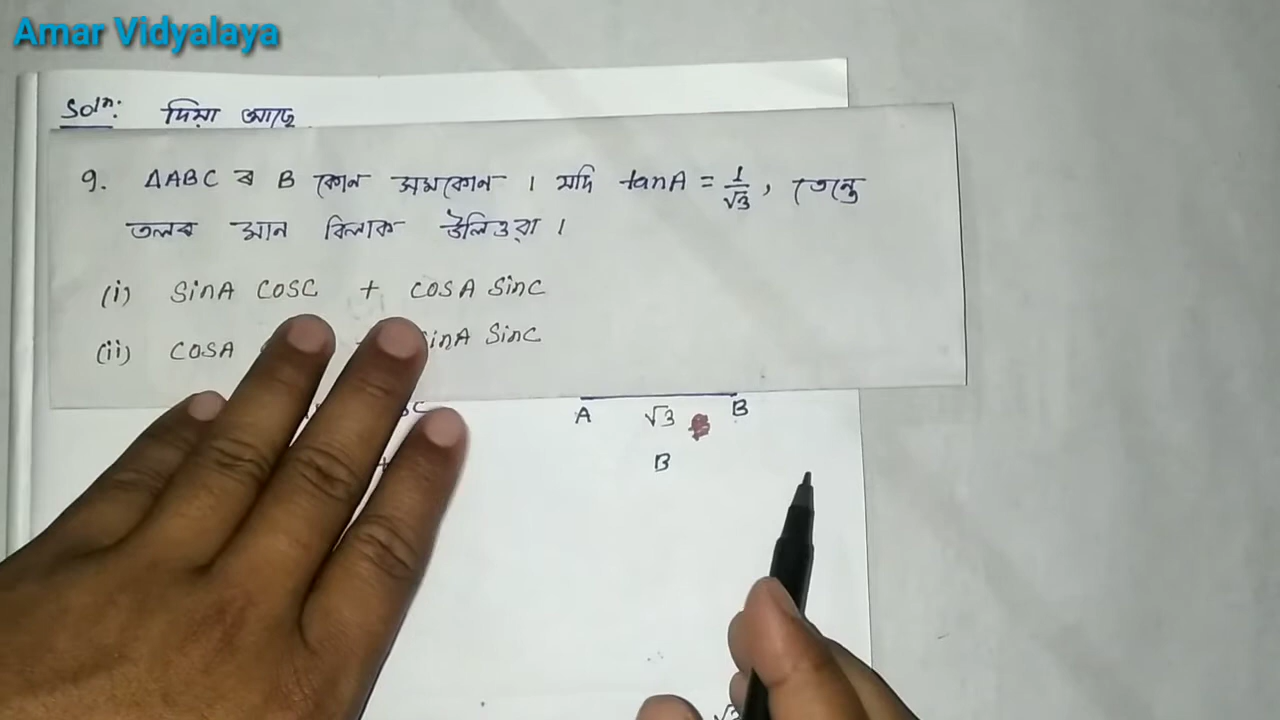 Amar Vidyalaya
Solⁿ: দিয়া আছে
9. ΔABC ৰ B কোন সমকোন । যদি tanA = 1/√3, তেন্তে
তলৰ মান বিলাক উলিওৱা ।
(i) SinA COSC + COSA SinC
(ii) COSA SinA SinC
A √3 B
B